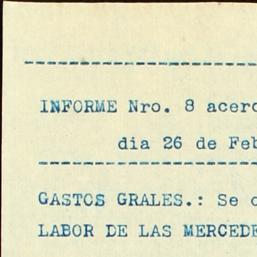 INFORME Nro. 8 acerc
dia 26 de Feb
GASTOS GRALES.: Se c
LABOR DE LAS MERCEDE